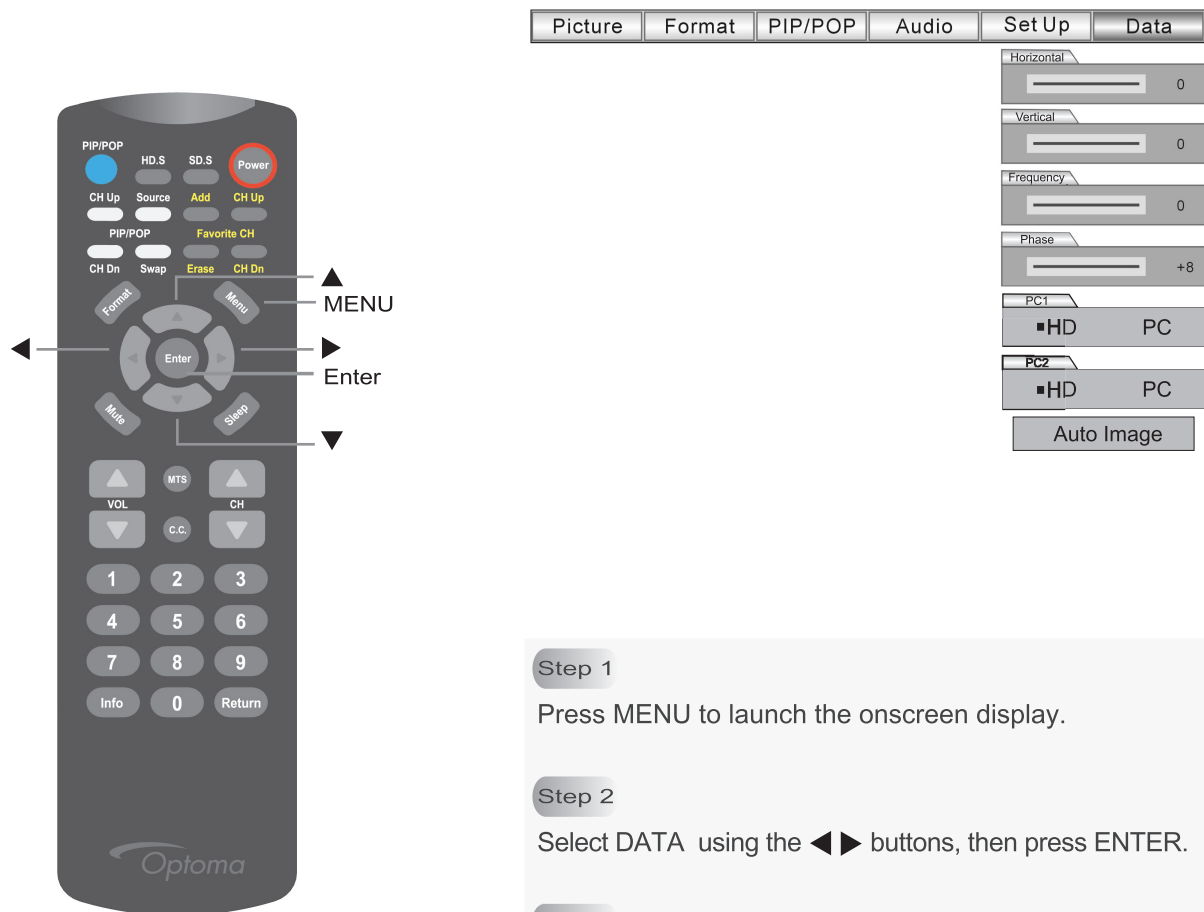 Picture Format PIP/POP Audio Set Up Data
Horizontal
0
Vertical
0
Frequency
0
Phase
+8
PC1
▪HD PC
PC2
▪HD PC
Auto Image
PIP/POP
HD.S SD.S Power
CH Up Source Add CH Up
PIP/POP Favorite CH
CH Dn Swap Erase CH Dn
▲
Format Menu MENU
◀ ▶
Enter Enter
Mute Sleep
▼
MTS
VOL CH
C.C.
1 2 3
4 5 6
7 8 9
Info 0 Return
Optoma
Step 1
Press MENU to launch the onscreen display.
Step 2
Select DATA using the ◀ ▶ buttons, then press ENTER.